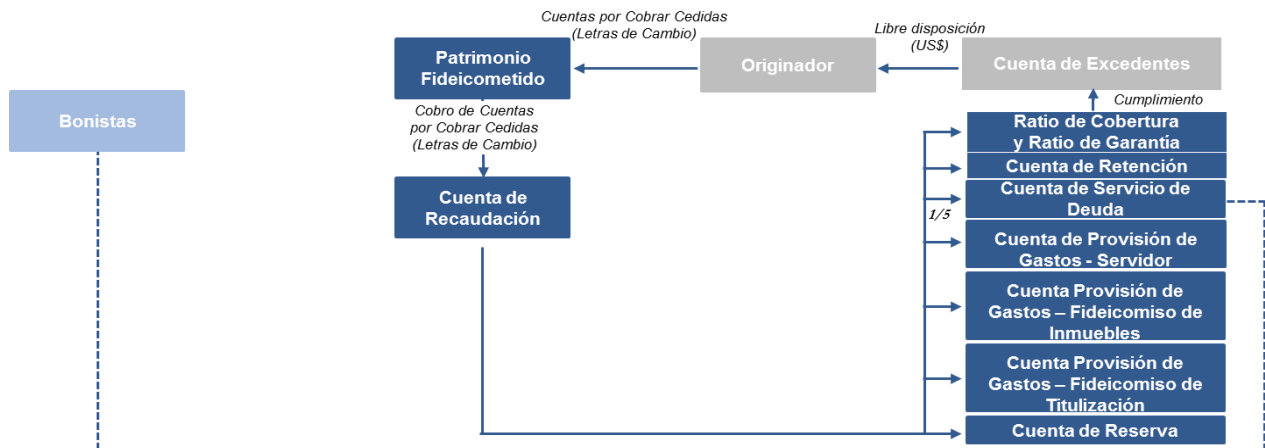 Cuentas por Cobrar Cedidas
(Letras de Cambio)
Libre disposición
(US$)
Patrimonio
Fideicometido
Originador
Cuenta de Excedentes
Bonistas
Cobro de Cuentas
por Cobrar Cedidas
(Letras de Cambio)
Cumplimiento
Ratio de Cobertura
y Ratio de Garantía
Cuenta de Retención
Cuenta de
Recaudación
Cuenta de Servicio de
Deuda
1/5
Cuenta de Provisión de
Gastos - Servidor
Cuenta Provisión de
Gastos – Fideicomiso de
Inmuebles
Cuenta Provisión de
Gastos – Fideicomiso de
Titulización
Cuenta de Reserva